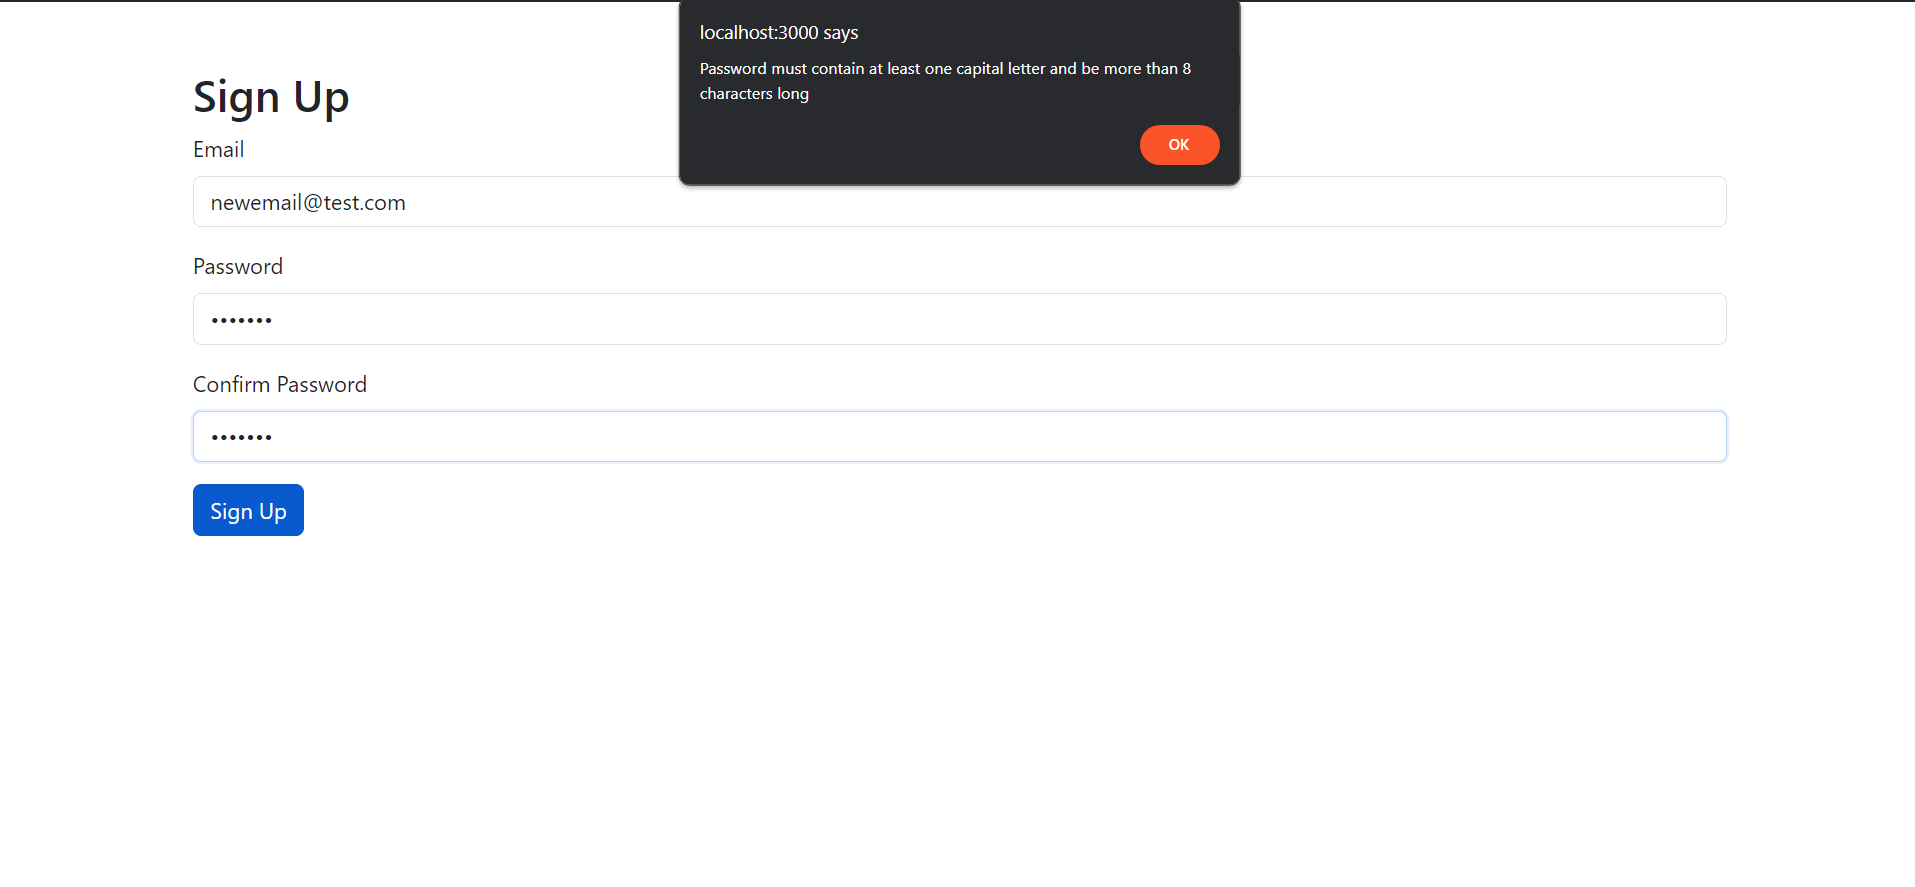 localhost:3000 says
Password must contain at least one capital letter and be more than 8
characters long
OK
Sign Up
Email
newemail@test.com
Password
•••••••
Confirm Password
•••••••
Sign Up